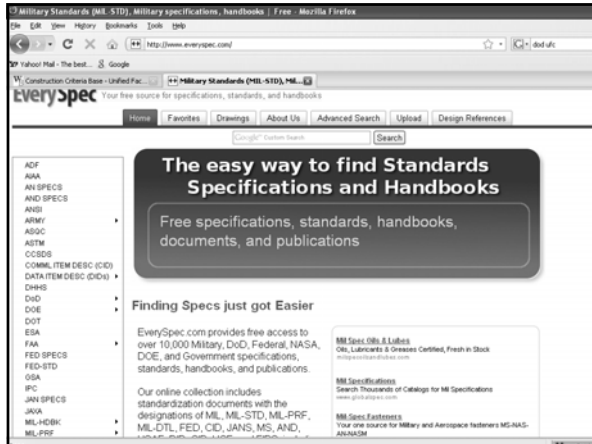 Military Standards (MIL-STD), Military specifications, handbooks | Free - Mozilla Firefox
File Edit View History Bookmarks Tools Help
http://www.everyspec.com/
dod ufc
Yahoo! Mail - The best... Google
Construction Criteria Base - Unified Fac...
Military Standards (MIL-STD), Mil...
EverySpec Your free source for specifications, standards, and handbooks
Home Favorites Drawings About Us Advanced Search Upload Design References
Google Custom Search Search
ADF
AIAA
AN SPECS
AND SPECS
ANSI
ARMY
ASQC
ASTM
CCSDS
COMML ITEM DESC (CID)
DATA ITEM DESC (DIDs)
DHHS
DoD
DOE
DOT
ESA
FAA
FED SPECS
FED-STD
GSA
IPC
JAN SPECS
JAXA
MIL-HDBK
MIL-PRF
The easy way to find Standards
Specifications and Handbooks
Free specifications, standards, handbooks,
documents, and publications
Finding Specs just got Easier
EverySpec.com provides free access to
over 10,000 Military, DoD, Federal, NASA,
DOE, and Government specifications,
standards, handbooks, and publications.
Our online collection includes
standardization documents with the
designations of MIL, MIL-STD, MIL-PRF,
MIL-DTL, FED, CID, JANS, MS, AND,
Mil Spec Oils & Lubes
Oils, Lubricants & Greases Certified, Fresh in Stock
milspecoilsandlubes.com
Mil Specifications
Search Thousands of Catalogs for Mil Specifications
www.globalspec.com
Mil-Spec Fasteners
Your one source for Military and Aerospace fasteners MS-NAS-
AN-NASM